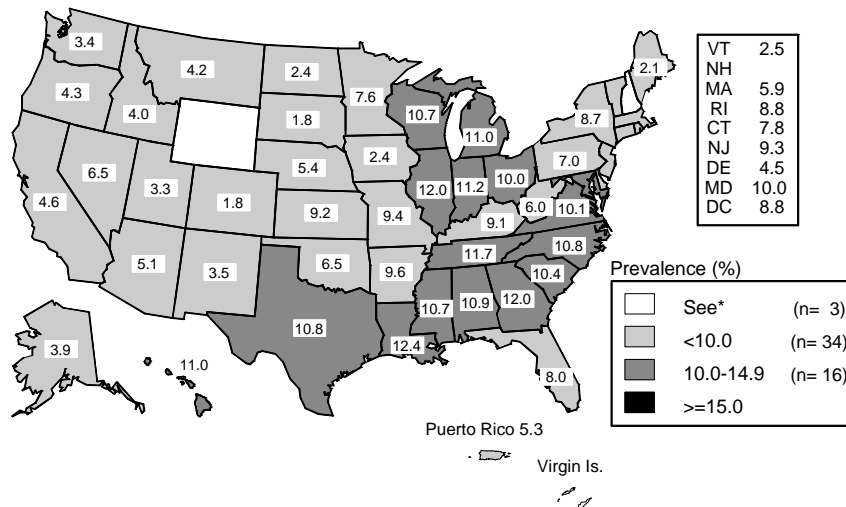 3.4
4.2
2.4
2.1
VT 2.5
NH
MA 5.9
RI 8.8
CT 7.8
NJ 9.3
DE 4.5
MD 10.0
DC 8.8
4.3
4.0
1.8
7.6
10.7
11.0
8.7
6.5
3.3
5.4
2.4
7.0
4.6
1.8
9.2
9.4
12.0
11.2
10.0
6.0
10.1
9.1
5.1
3.5
6.5
9.6
11.7
10.8
10.4
10.8
12.4
10.7
10.9
12.0
8.0
3.9
11.0
Prevalence (%)
See* (n= 3)
<10.0 (n= 34)
10.0-14.9 (n= 16)
>=15.0
Puerto Rico 5.3
Virgin Is.